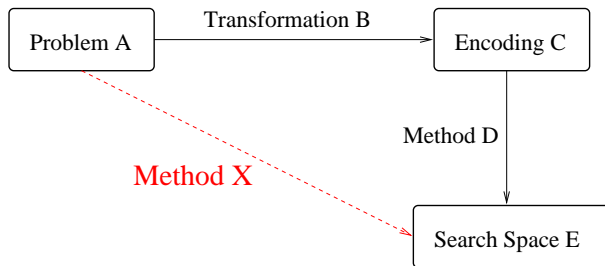 Transformation B
Problem A
Encoding C
Method D
Method X
Search Space E